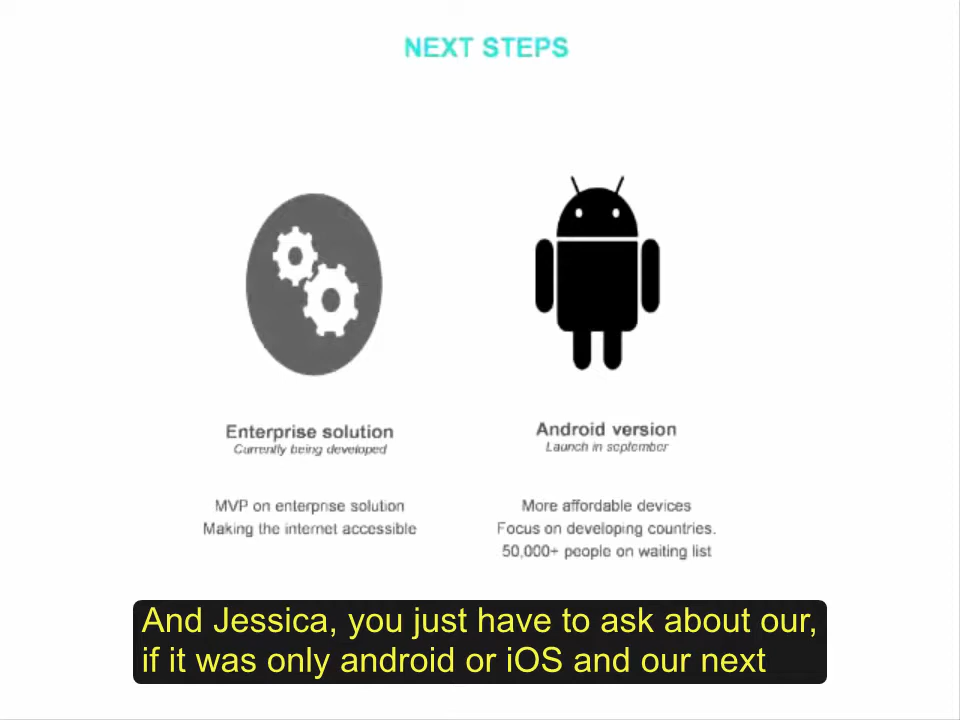 NEXT STEPS
Enterprise solution
Currently being developed
MVP on enterprise solution
Making the internet accessible
Android version
Launch in september
More affordable devices
Focus on developing countries.
50,000+ people on waiting list
And Jessica, you just have to ask about our,
if it was only android or iOS and our next